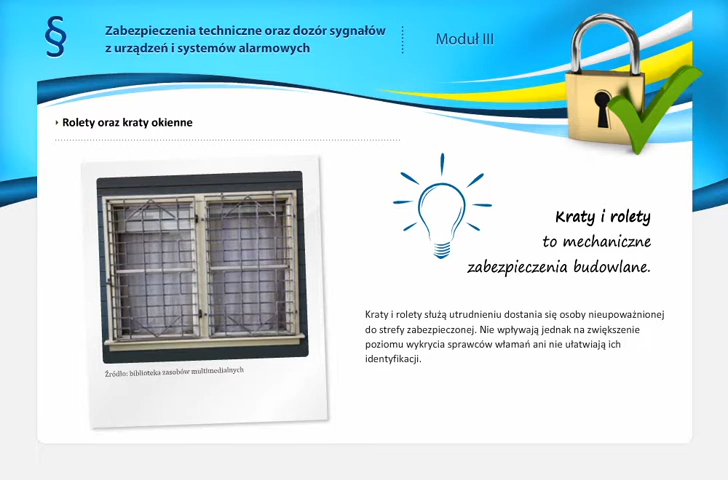 §
Zabezpieczenia techniczne oraz dozór sygnałów
z urządzeń i systemów alarmowych
Moduł III
Rolety oraz kraty okienne
Kraty i rolety
to mechaniczne
zabezpieczenia budowlane.
Kraty i rolety służą utrudnieniu dostania się osoby nieupoważnionej
do strefy zabezpieczonej. Nie wpływają jednak na zwiększenie
poziomu wykrycia sprawców włamań ani nie ułatwiają ich
identyfikacji.
Źródło: biblioteka zasobów multimedialnych